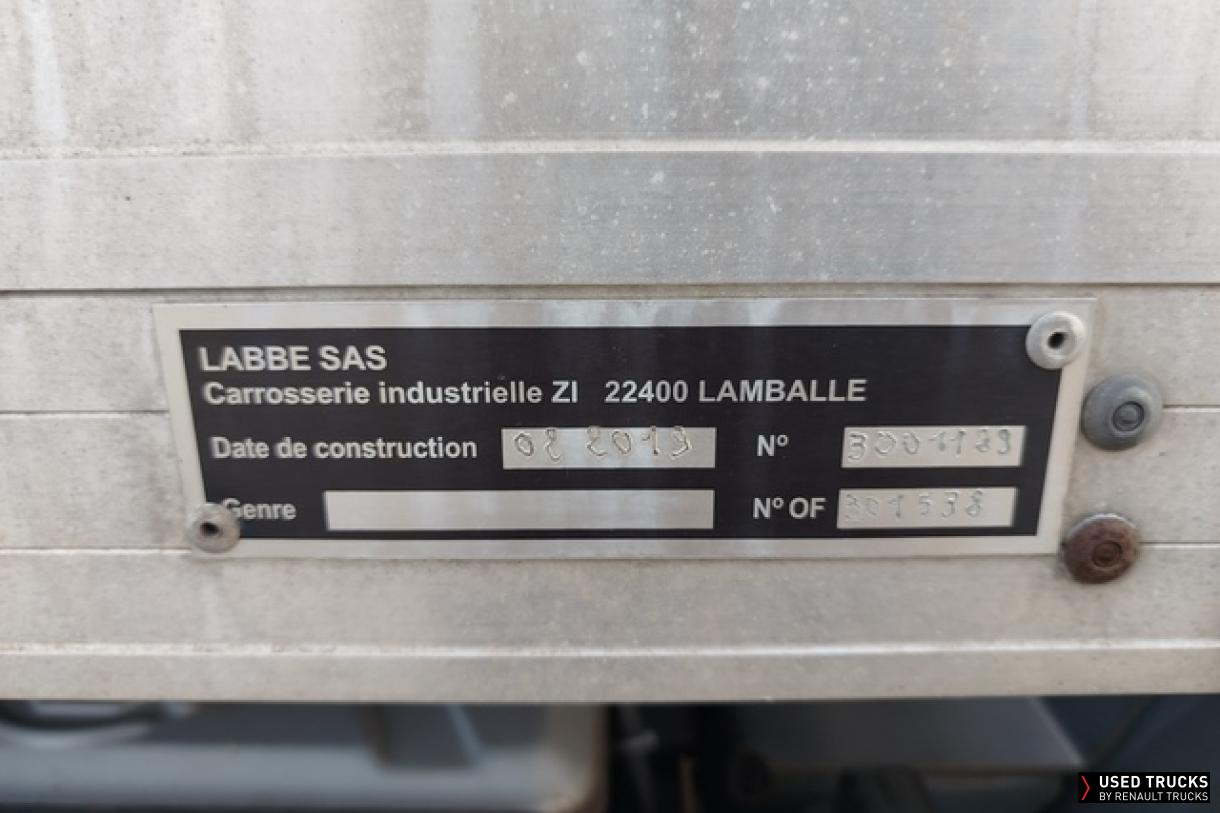 LABBE SAS
Carrosserie industrielle ZI 22400 LAMBALLE
Date de construction 02 2019 N° 3001189
Genre N° OF 301538
USED TRUCKS
BY RENAULT TRUCKS